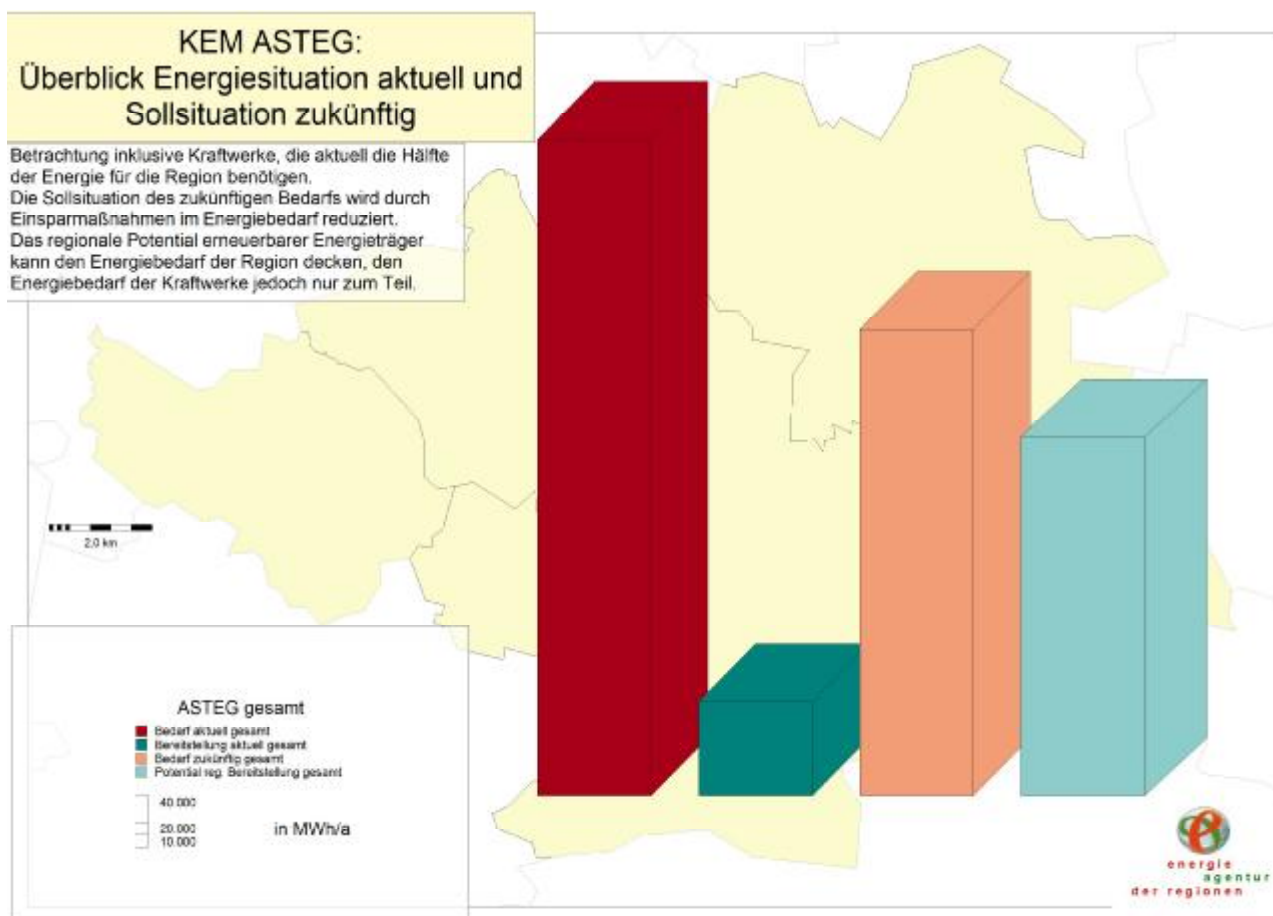 KEM ASTEG:
Überblick Energiesituation aktuell und
Sollsituation zukünftig
Betrachtung inklusive Kraftwerke, die aktuell die Hälfte
der Energie für die Region benötigen.
Die Sollsituation des zukünftigen Bedarfs wird durch
Einsparmaßnahmen im Energiebedarf reduziert.
Das regionale Potential erneuerbarer Energieträger
kann den Energiebedarf der Region decken, den
Energiebedarf der Kraftwerke jedoch nur zum Teil.
2,0 km
ASTEG gesamt
Bedarf aktuell gesamt
Bereitstellung aktuell gesamt
Bedarf zukünftig gesamt
Potential reg. Bereitstellung gesamt
40.000
20.000
10.000
in MWh/a
energie
agentur
der regionen